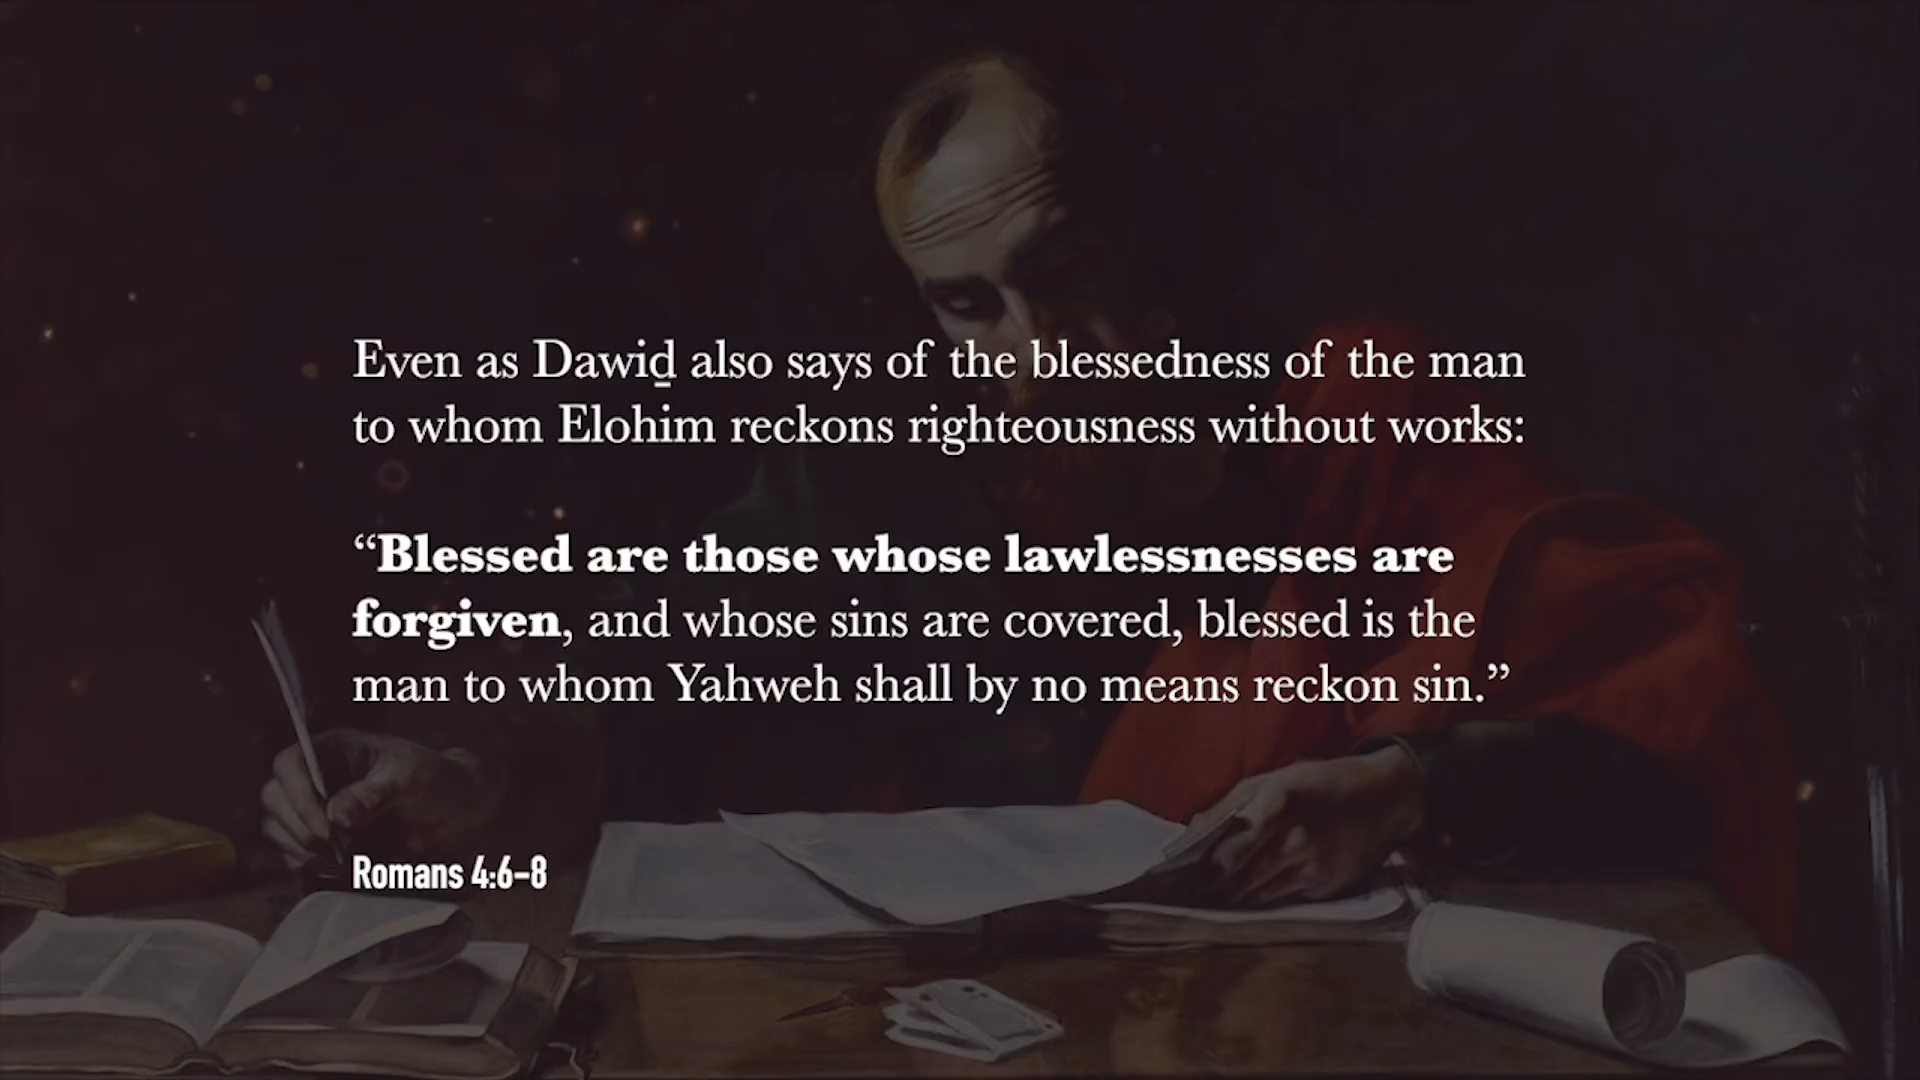 Even as Dawiḏ also says of the blessedness of the man
to whom Elohim reckons righteousness without works:
“Blessed are those whose lawlessnesses are
forgiven, and whose sins are covered, blessed is the
man to whom Yahweh shall by no means reckon sin.”
Romans 4:6–8